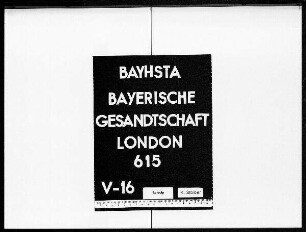 BAYHSTA
BAYERISCHE
GESANDTSCHAFT
LONDON
615
V-16